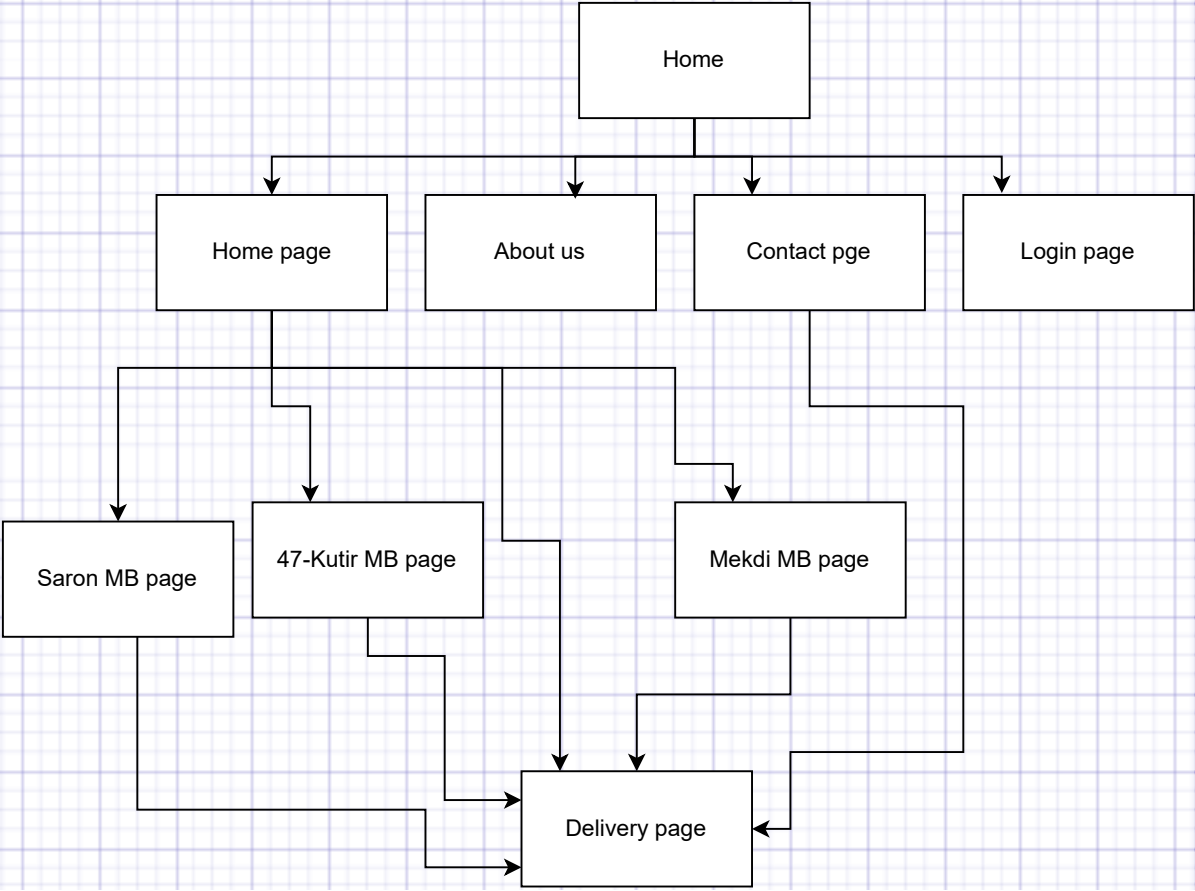 Home
Home page
About us
Contact pge
Login page
Saron MB page
47-Kutir MB page
Mekdi MB page
Delivery page